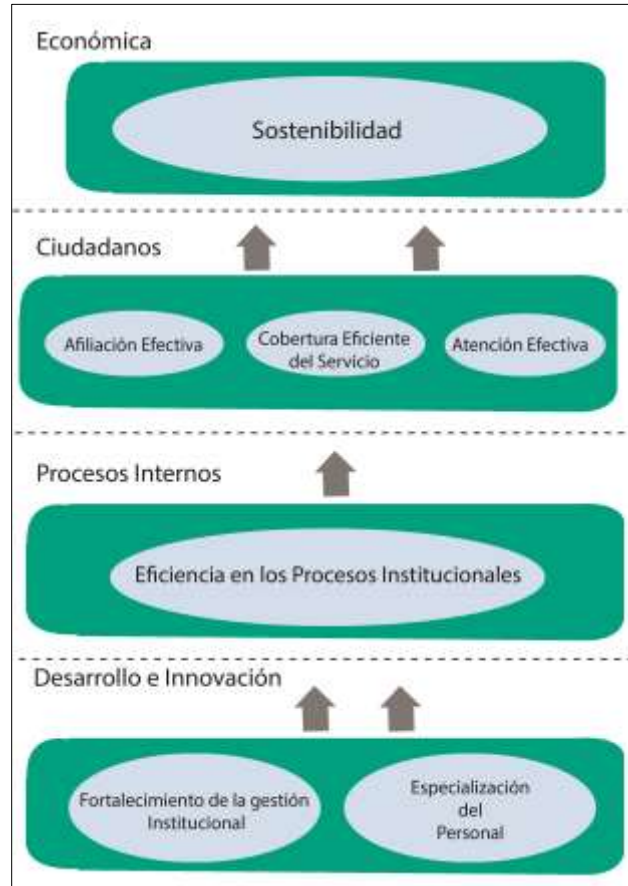 Económica
Sostenibilidad
Ciudadanos
Afiliación Efectiva
Cobertura Eficiente
del Servicio
Atención Efectiva
Procesos Internos
Eficiencia en los Procesos Institucionales
Desarrollo e Innovación
Fortalecimiento de la gestión
Institucional
Especialización
del
Personal